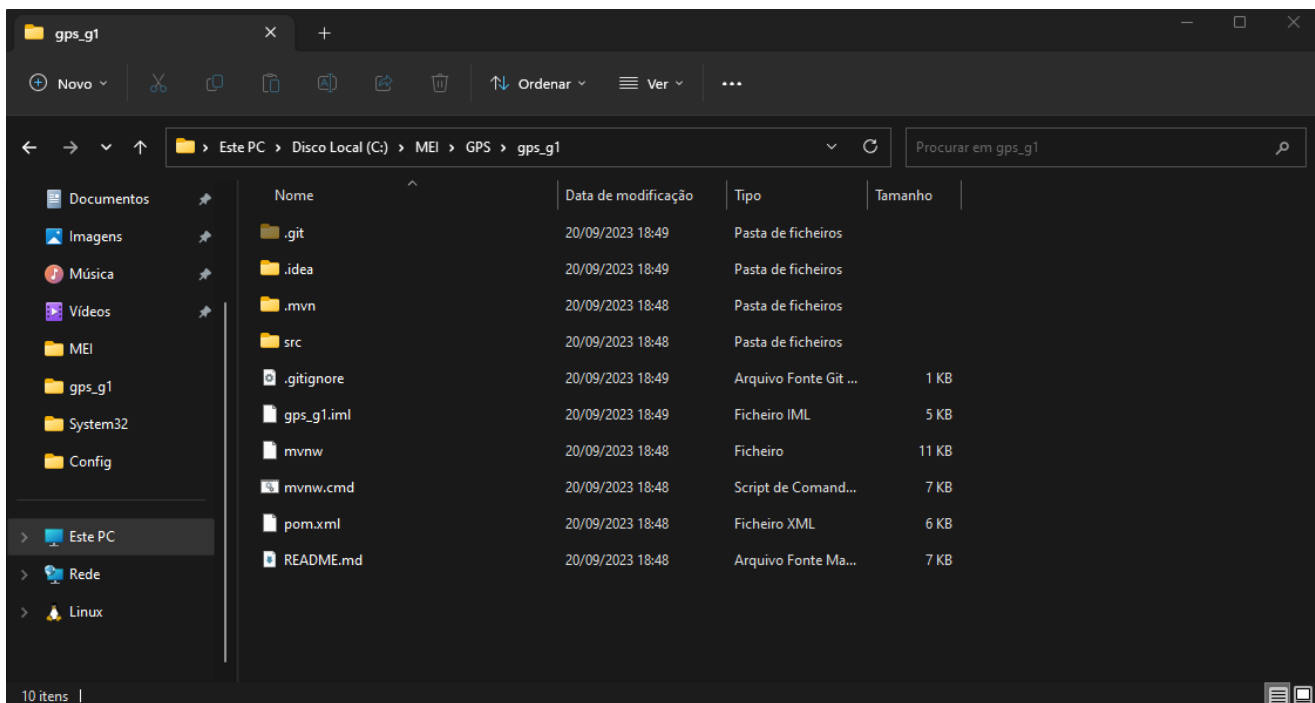 gps_g1
Novo Ordenar Ver
Este PC > Disco Local (C:) > MEI > GPS > gps_g1 Procurar em gps_g1
Documentos
Imagens
Música
Vídeos
MEI
gps_g1
System32
Config
Este PC
Rede
Linux
Nome Data de modificação Tipo Tamanho
.git 20/09/2023 18:49 Pasta de ficheiros
.idea 20/09/2023 18:49 Pasta de ficheiros
.mvn 20/09/2023 18:48 Pasta de ficheiros
src 20/09/2023 18:48 Pasta de ficheiros
.gitignore 20/09/2023 18:49 Arquivo Fonte Git ... 1 KB
gps_g1.iml 20/09/2023 18:49 Ficheiro IML 5 KB
mvnw 20/09/2023 18:48 Ficheiro 11 KB
mvnw.cmd 20/09/2023 18:48 Script de Comand... 7 KB
pom.xml 20/09/2023 18:48 Ficheiro XML 6 KB
README.md 20/09/2023 18:48 Arquivo Fonte Ma... 7 KB
10 itens